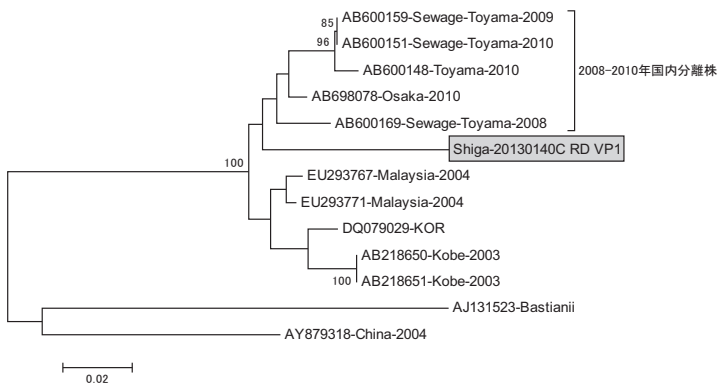 AB600159-Sewage-Toyama-2009
85
AB600151-Sewage-Toyama-2010
96
AB600148-Toyama-2010
2008-2010年国内分離株
AB698078-Osaka-2010
AB600169-Sewage-Toyama-2008
Shiga-20130140C RD VP1
100
EU293767-Malaysia-2004
EU293771-Malaysia-2004
DQ079029-KOR
AB218650-Kobe-2003
100
AB218651-Kobe-2003
AJ131523-Bastianii
AY879318-China-2004
0.02